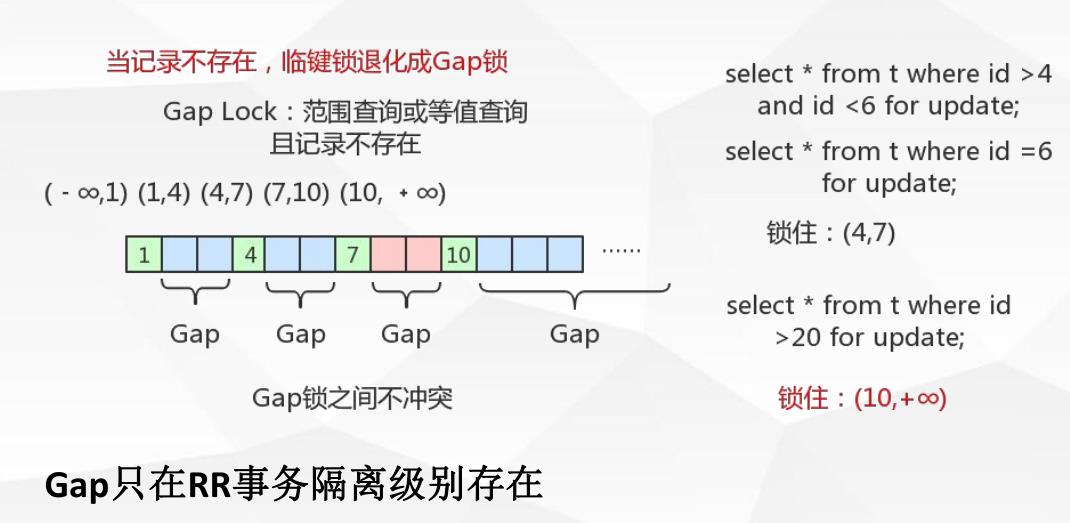 当记录不存在，临键锁退化成Gap锁
Gap Lock：范围查询或等值查询
且记录不存在
( - ∞,1) (1,4) (4,7) (7,10) (10, + ∞)
1 4 7 10 ……
Gap Gap Gap Gap
Gap锁之间不冲突
Gap只在RR事务隔离级别存在
select * from t where id >4
and id <6 for update;
select * from t where id =6
for update;
锁住：(4,7)
select * from t where id
>20 for update;
锁住：(10,+∞)